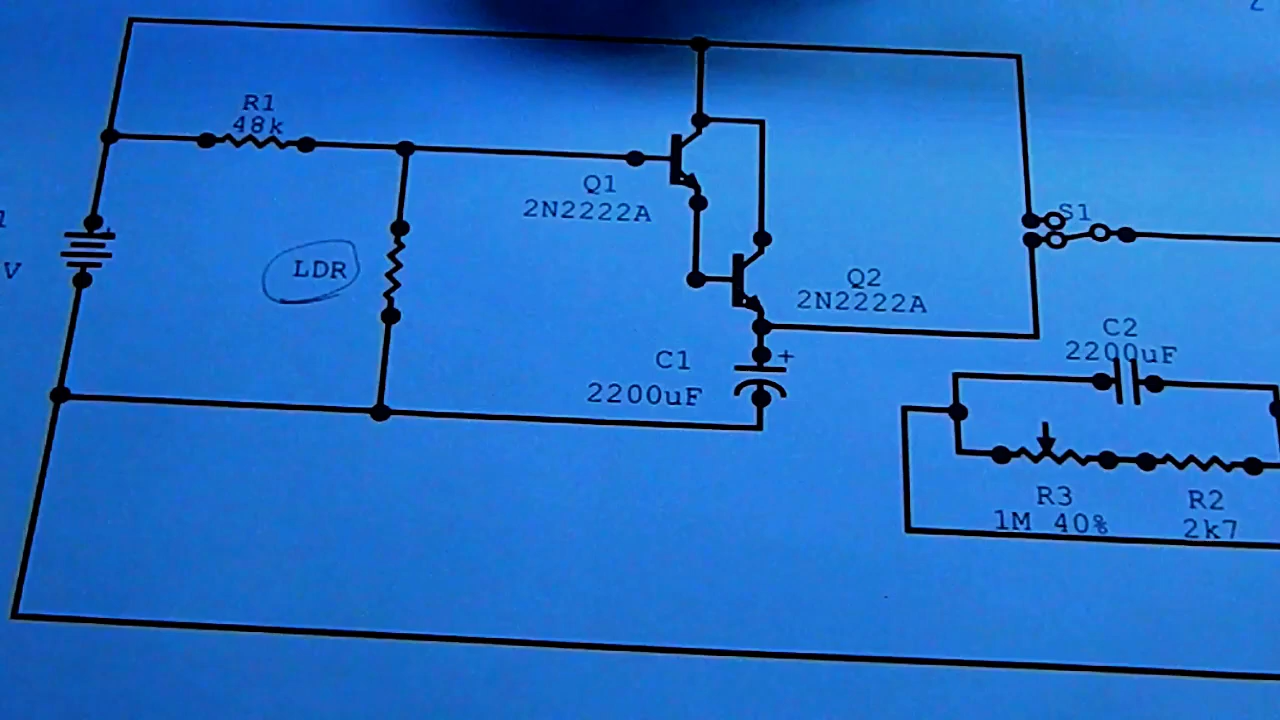 R1
48k
Q1
2N2222A
S1
V
LDR
Q2
2N2222A
C1
+
2200uF
C2
2200uF
R3
1M 40%
R2
2k7